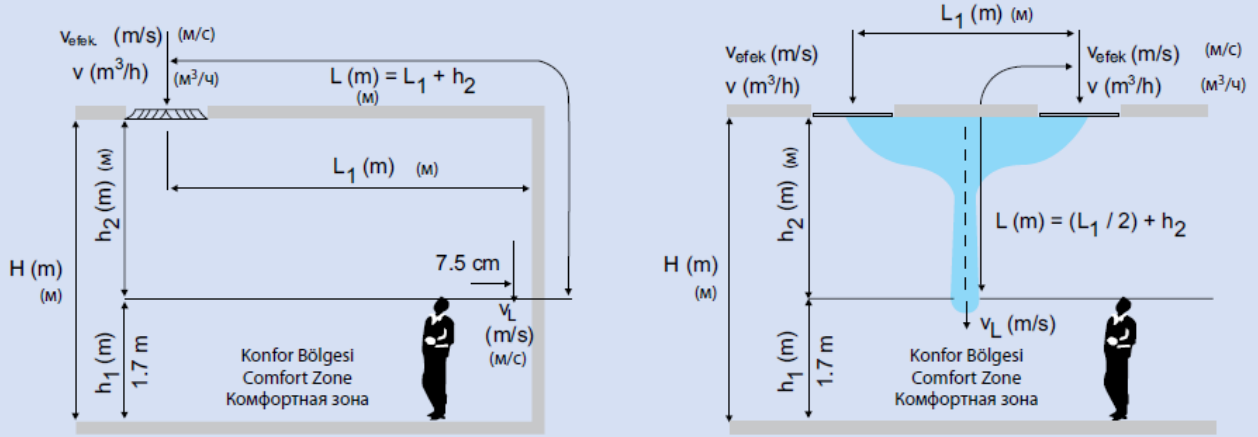 vefek. (m/s) (м/с)
v (m³/h) (м³/ч)
L (m) = L₁ + h₂
(м)
L₁ (m) (м)
h₂ (m) (м)
H (m)
(м)
7.5 cm
vL
(m/s)
(м/с)
h₁ (m)
1.7 m
Konfor Bölgesi
Comfort Zone
Комфортная зона
L₁ (m) (м)
vefek (m/s)
v (m³/h)
vefek (m/s) (м/с)
v (m³/h) (м³/ч)
h₂ (m) (м)
L (m) = (L₁ / 2) + h₂
H (m)
(м)
vL (m/s)
h₁ (m)
1.7 m
Konfor Bölgesi
Comfort Zone
Комфортная зона